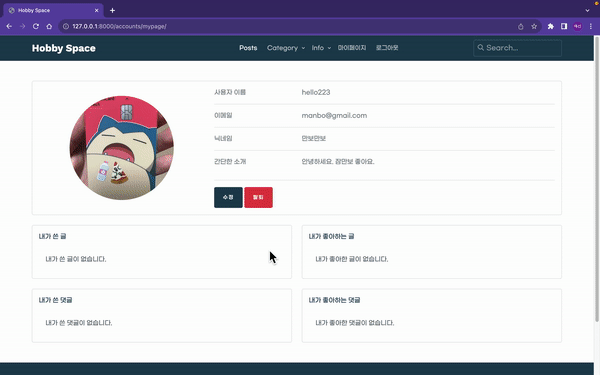 Hobby Space
127.0.0.1:8000/accounts/mypage/
Hobby Space Posts Category Info 마이페이지 로그아웃 Search...
사용자 이름 hello223
이메일 manbo@gmail.com
닉네임 만보만보
간단한 소개 안녕하세요. 잠만보 좋아요.
수정 탈퇴
내가 쓴 글 내가 좋아하는 글
내가 쓴 글이 없습니다. 내가 좋아한 글이 없습니다.
내가 쓴 댓글 내가 좋아하는 댓글
내가 쓴 댓글이 없습니다. 내가 좋아한 댓글이 없습니다.